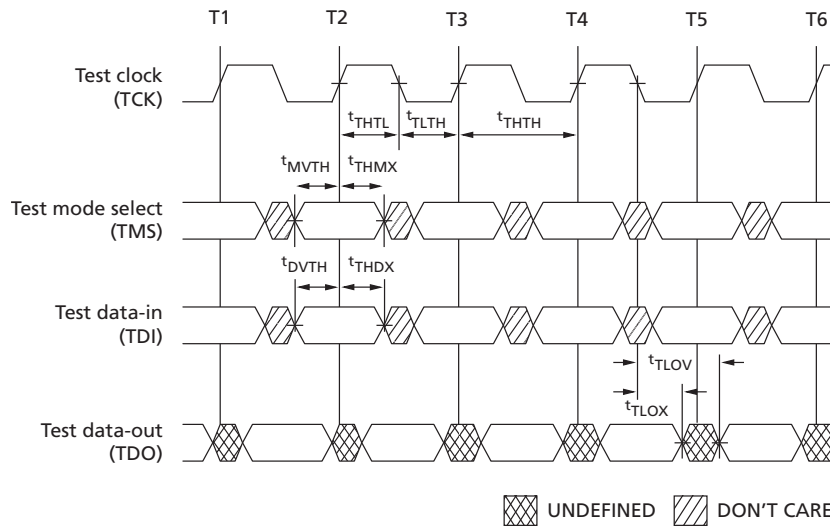 T1 T2 T3 T4 T5 T6
Test clock
(TCK)
tTHTL tTLTH tTHTH
tMVTH tTHMX
Test mode select
(TMS)
tDVTH tTHDX
Test data-in
(TDI)
tTLOV
tTLOX
Test data-out
(TDO)
UNDEFINED DON'T CARE